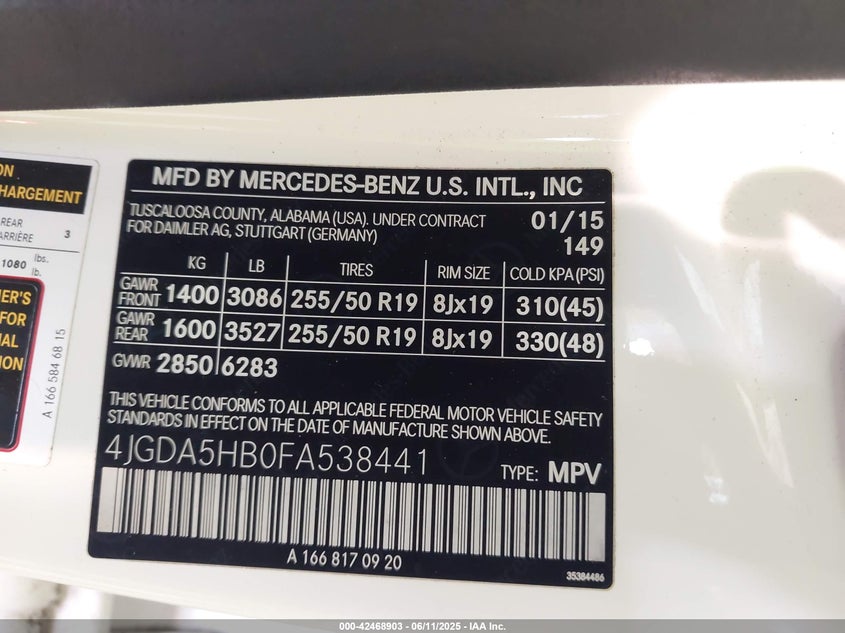 ON
HARGEMENT
REAR
ARRIÈRE 3
1080 lbs.
lb.
ER'S
FOR
NAL
TION
A 166 584 68 15
MFD BY MERCEDES-BENZ U.S. INTL., INC
TUSCALOOSA COUNTY, ALABAMA (USA). UNDER CONTRACT 01/15
FOR DAIMLER AG, STUTTGART (GERMANY) 149
KG LB TIRES RIM SIZE COLD KPA (PSI)
GAWR FRONT 1400 3086 255/50 R19 8Jx19 310(45)
GAWR REAR 1600 3527 255/50 R19 8Jx19 330(48)
GVWR 2850 6283
THIS VEHICLE CONFORMS TO ALL APPLICABLE FEDERAL MOTOR VEHICLE SAFETY
STANDARDS IN EFFECT ON THE DATE OF MANUFACTURE SHOWN ABOVE.
4JGDA5HB0FA538441 TYPE: MPV
A 166 817 09 20
35384486
000-42468903 - 06/11/2025 - IAA Inc.